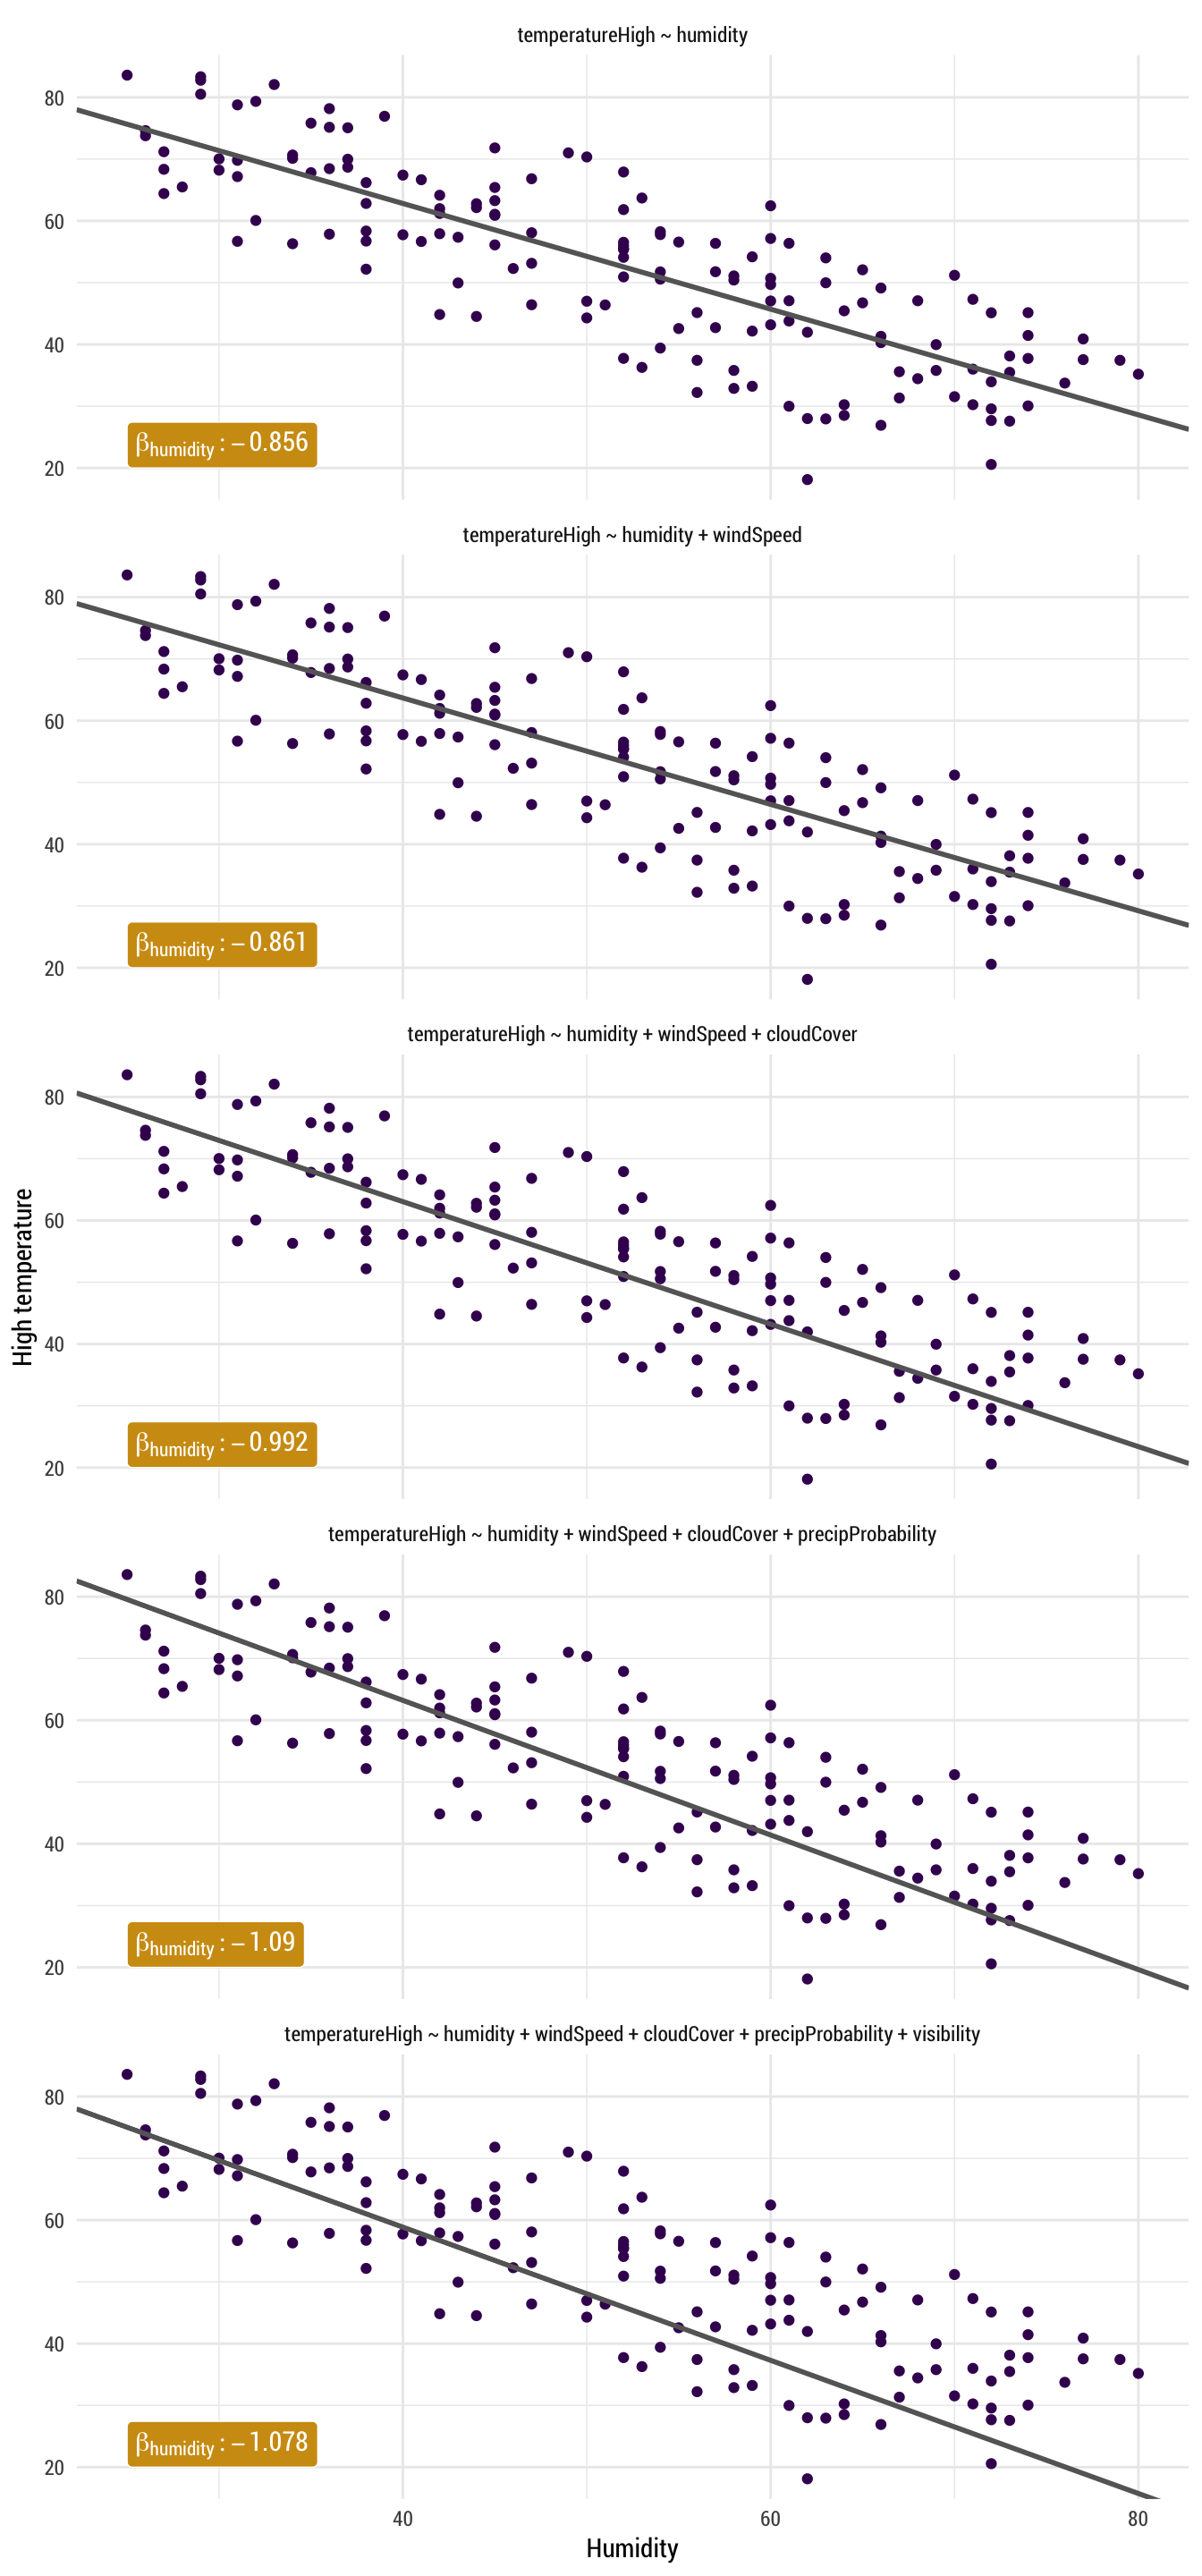 temperatureHigh ~ humidity
80
60
40
20
βhumidity : − 0.856
temperatureHigh ~ humidity + windSpeed
80
60
40
20
βhumidity : − 0.861
temperatureHigh ~ humidity + windSpeed + cloudCover
80
60
40
20
βhumidity : − 0.992
High temperature
temperatureHigh ~ humidity + windSpeed + cloudCover + precipProbability
80
60
40
20
βhumidity : − 1.09
temperatureHigh ~ humidity + windSpeed + cloudCover + precipProbability + visibility
80
60
40
20
βhumidity : − 1.078
40 60 80
Humidity